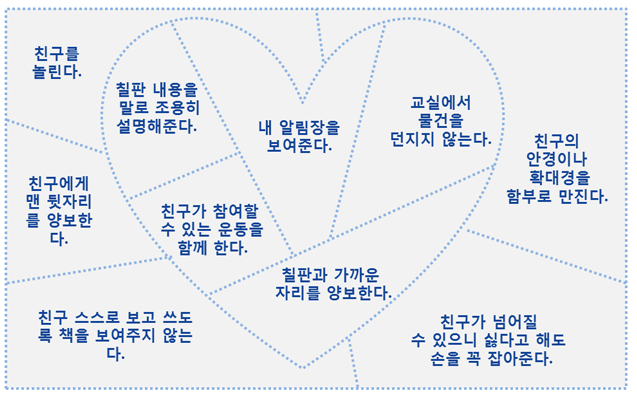 친구를
놀린다.
칠판 내용을
말로 조용히
설명해준다.
내 알림장을
보여준다.
교실에서
물건을
던지지 않는다.
친구의
안경이나
확대경을
함부로 만진다.
친구에게
맨 뒷자리
를 양보한
다.
친구가 참여할
수 있는 운동을
함께 한다.
칠판과 가까운
자리를 양보한다.
친구 스스로 보고 쓰도
록 책을 보여주지 않는
다.
친구가 넘어질
수 있으니 싫다고 해도
손을 꼭 잡아준다.